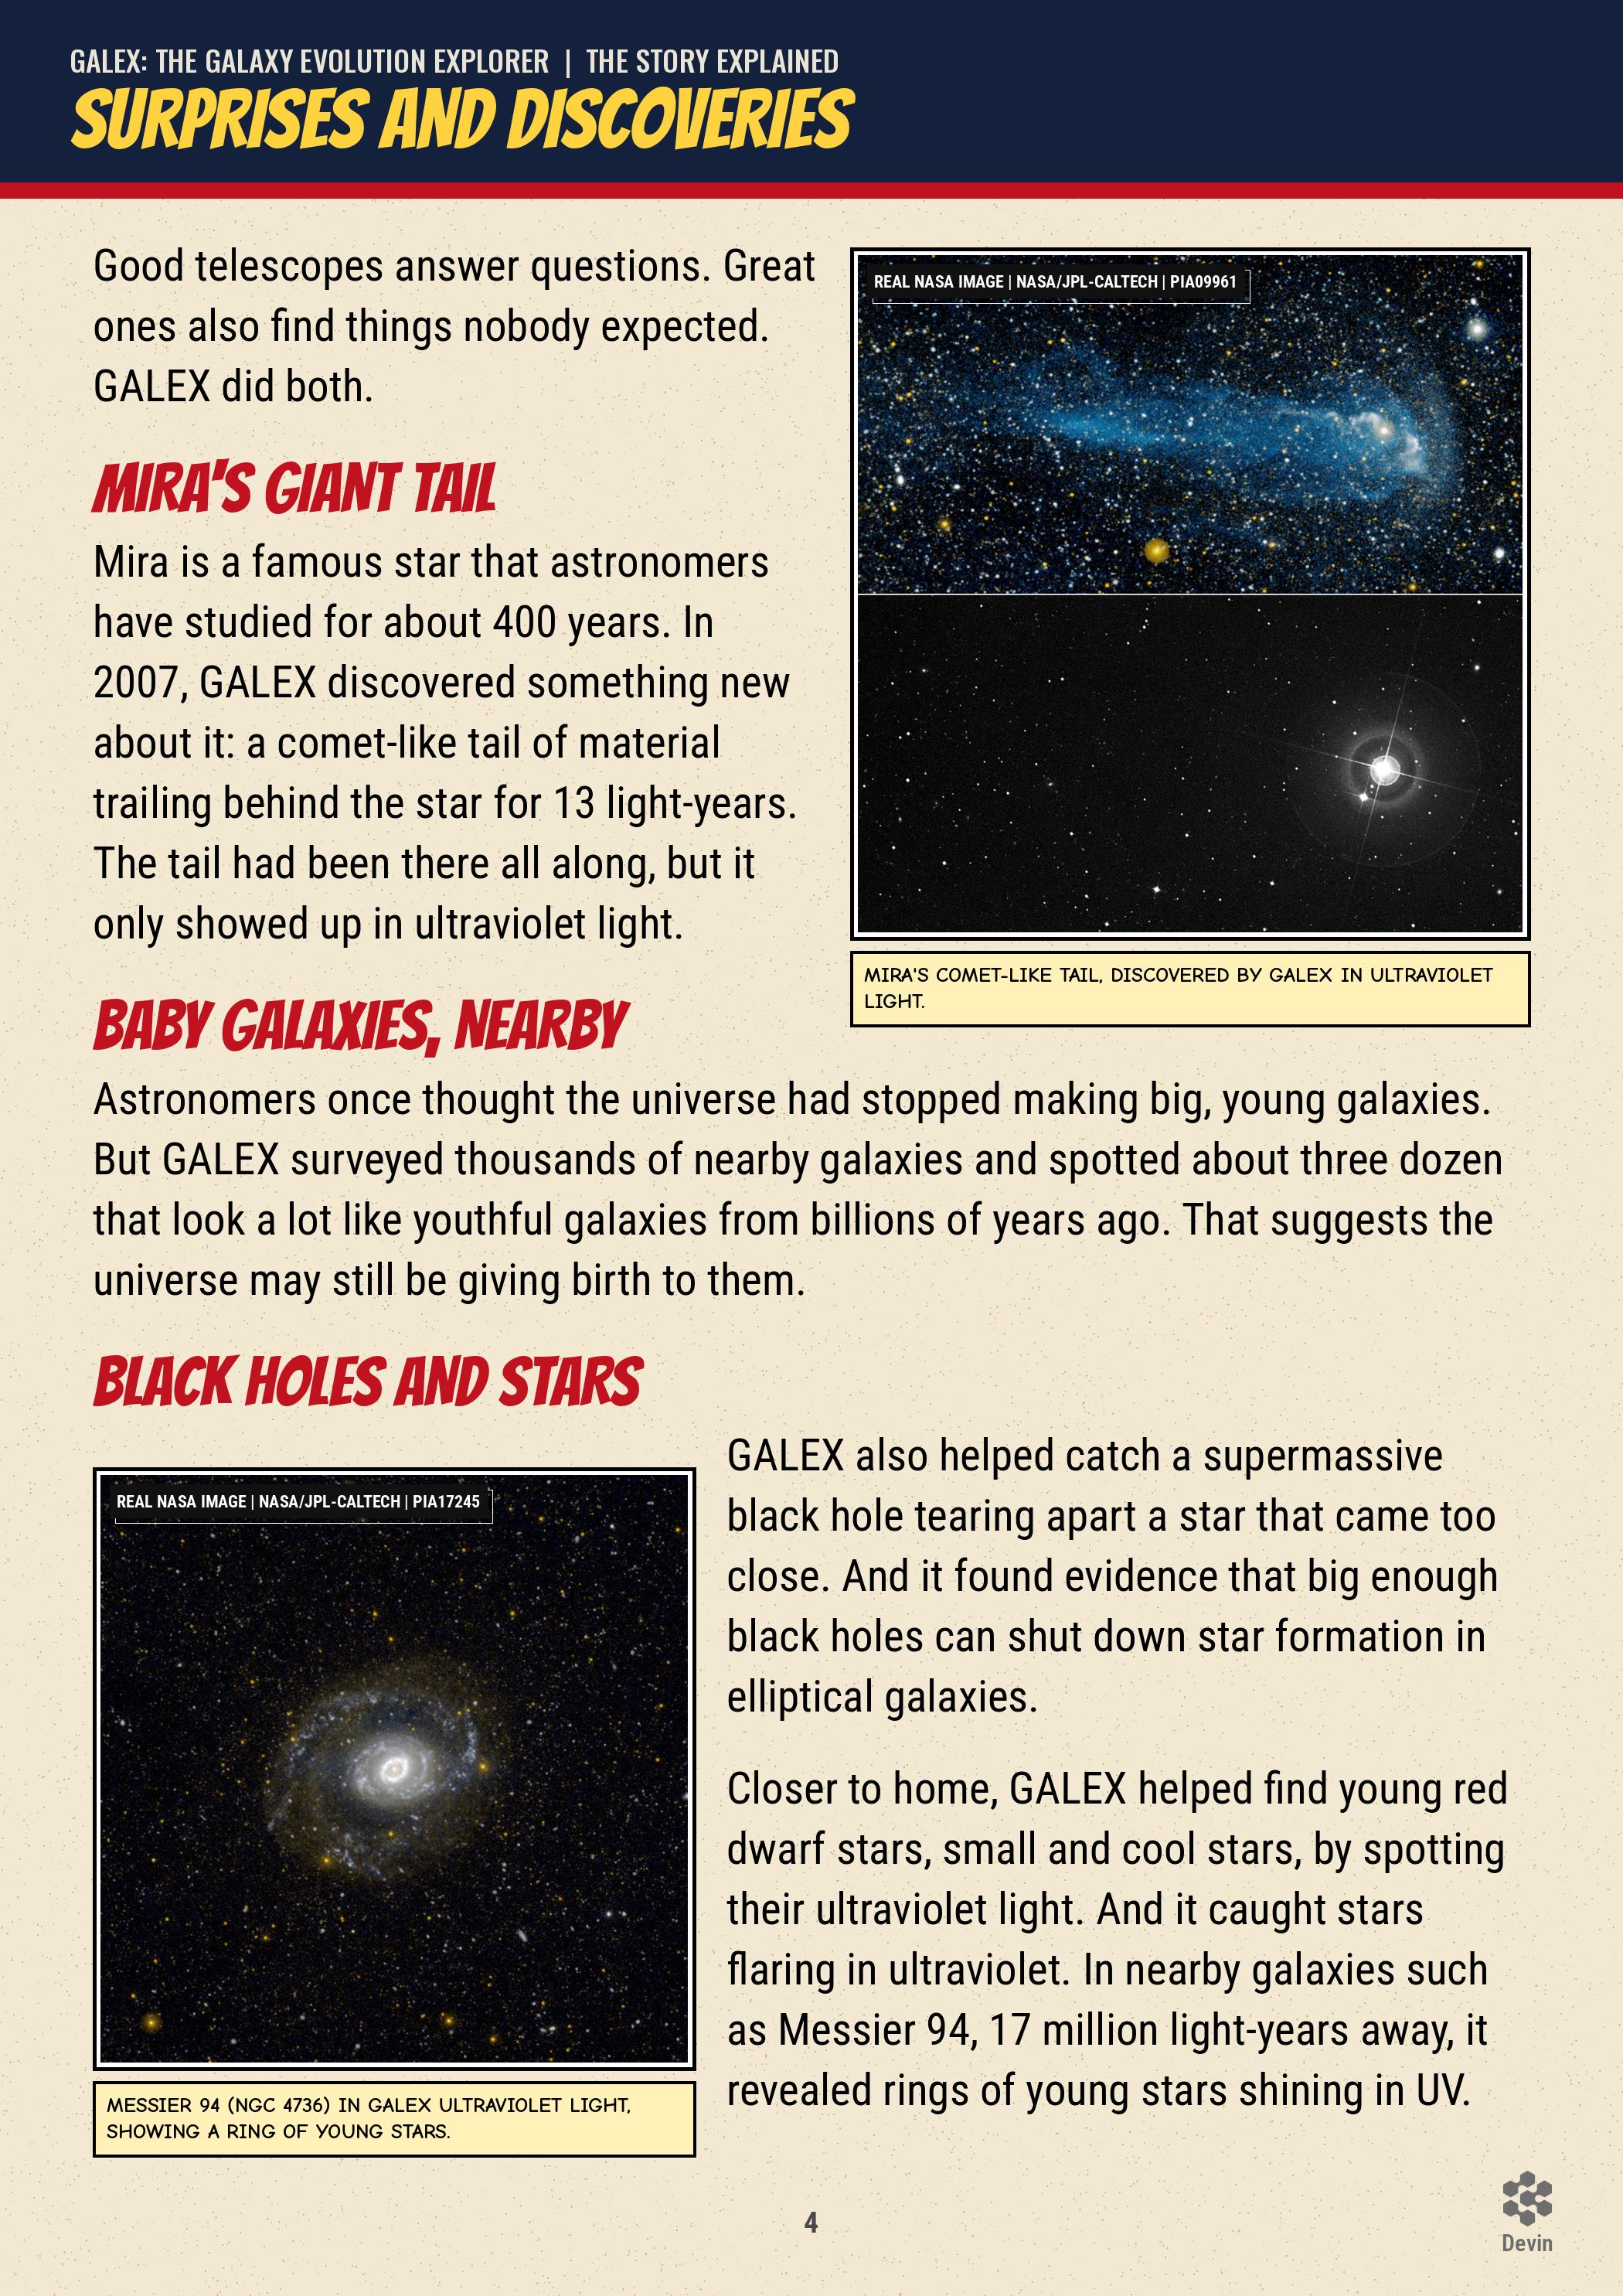 GALEX: THE GALAXY EVOLUTION EXPLORER | THE STORY EXPLAINED
SURPRISES AND DISCOVERIES
Good telescopes answer questions. Great
ones also find things nobody expected.
GALEX did both.
MIRA'S GIANT TAIL
Mira is a famous star that astronomers
have studied for about 400 years. In
2007, GALEX discovered something new
about it: a comet-like tail of material
trailing behind the star for 13 light-years.
The tail had been there all along, but it
only showed up in ultraviolet light.
REAL NASA IMAGE | NASA/JPL-CALTECH | PIA09961
MIRA'S COMET-LIKE TAIL, DISCOVERED BY GALEX IN ULTRAVIOLET
LIGHT.
BABY GALAXIES, NEARBY
Astronomers once thought the universe had stopped making big, young galaxies.
But GALEX surveyed thousands of nearby galaxies and spotted about three dozen
that look a lot like youthful galaxies from billions of years ago. That suggests the
universe may still be giving birth to them.
BLACK HOLES AND STARS
REAL NASA IMAGE | NASA/JPL-CALTECH | PIA17245
MESSIER 94 (NGC 4736) IN GALEX ULTRAVIOLET LIGHT,
SHOWING A RING OF YOUNG STARS.
GALEX also helped catch a supermassive
black hole tearing apart a star that came too
close. And it found evidence that big enough
black holes can shut down star formation in
elliptical galaxies.
Closer to home, GALEX helped find young red
dwarf stars, small and cool stars, by spotting
their ultraviolet light. And it caught stars
flaring in ultraviolet. In nearby galaxies such
as Messier 94, 17 million light-years away, it
revealed rings of young stars shining in UV.
4
Devin